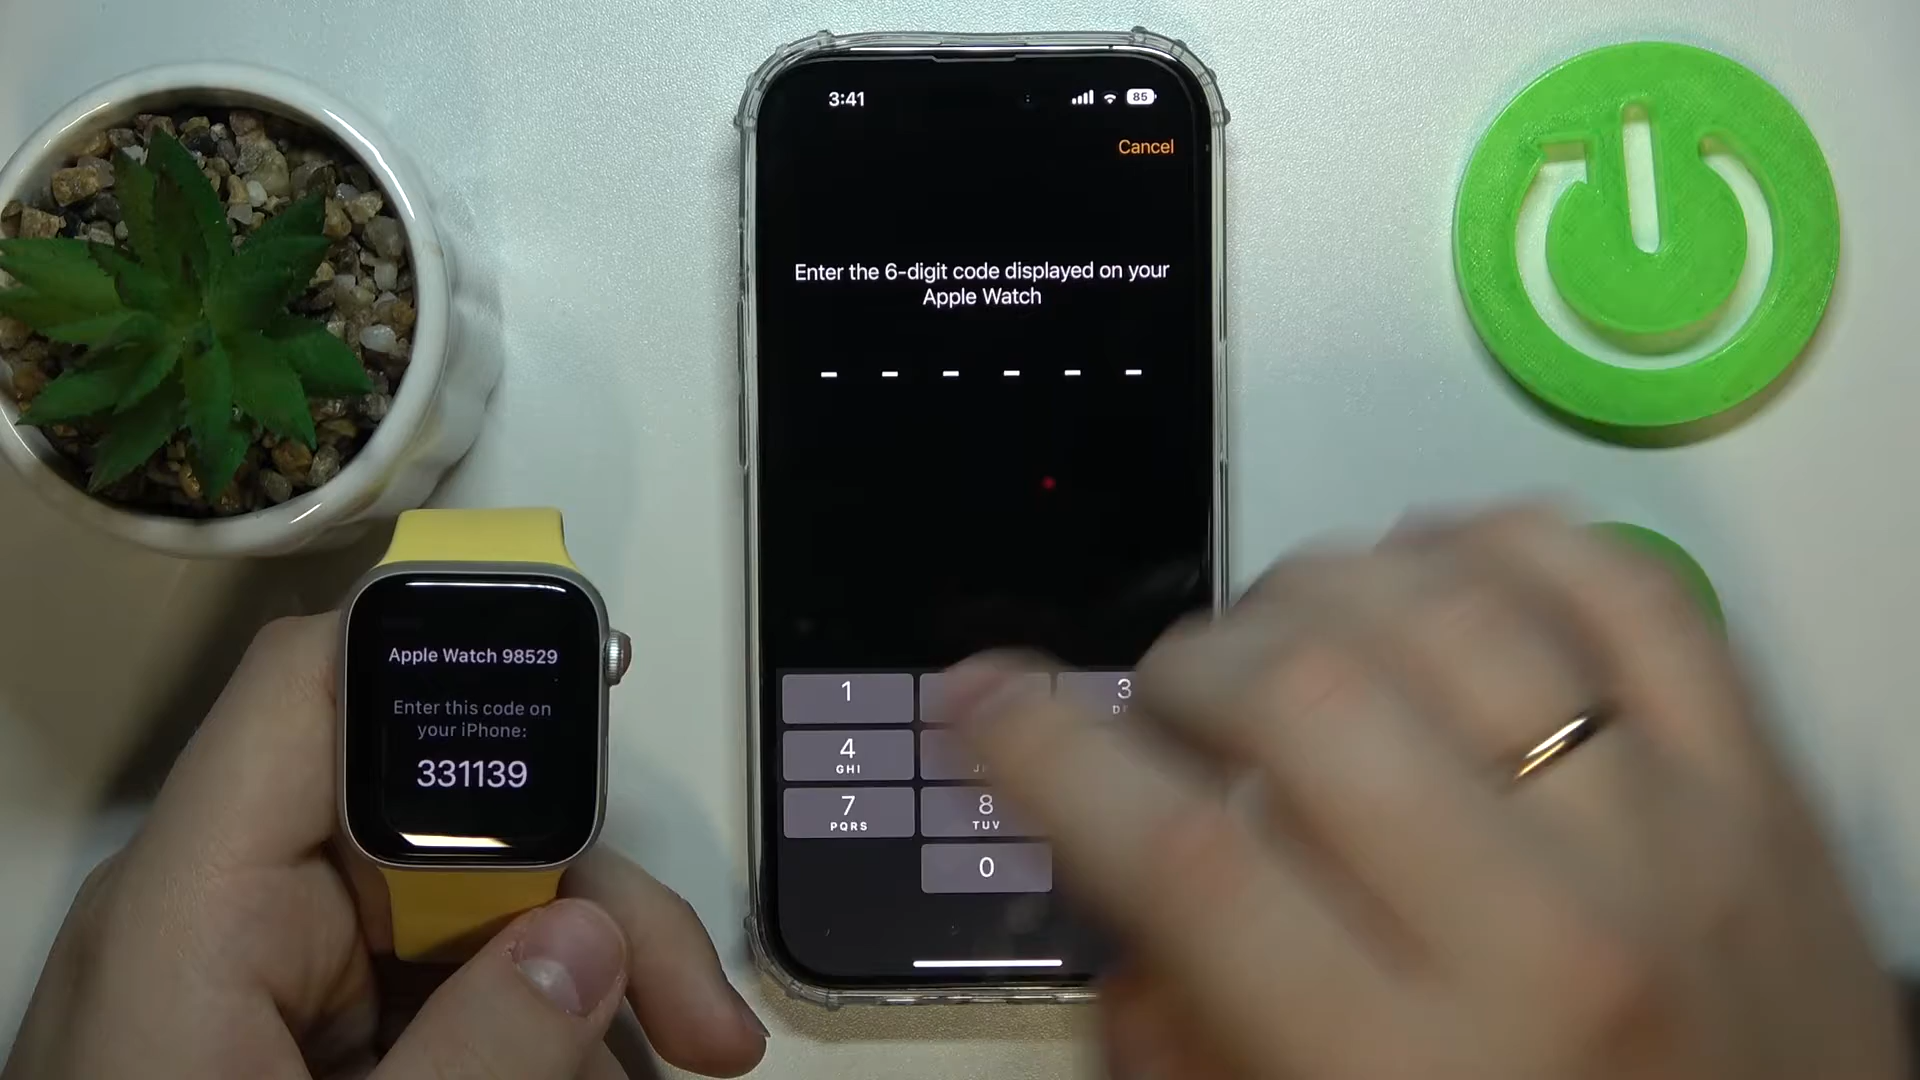 3:41
85
Cancel
Enter the 6-digit code displayed on your
Apple Watch
1
3
4
GHI
7
PQRS
8
TUV
0
Apple Watch 98529
Enter this code on
your iPhone:
331139